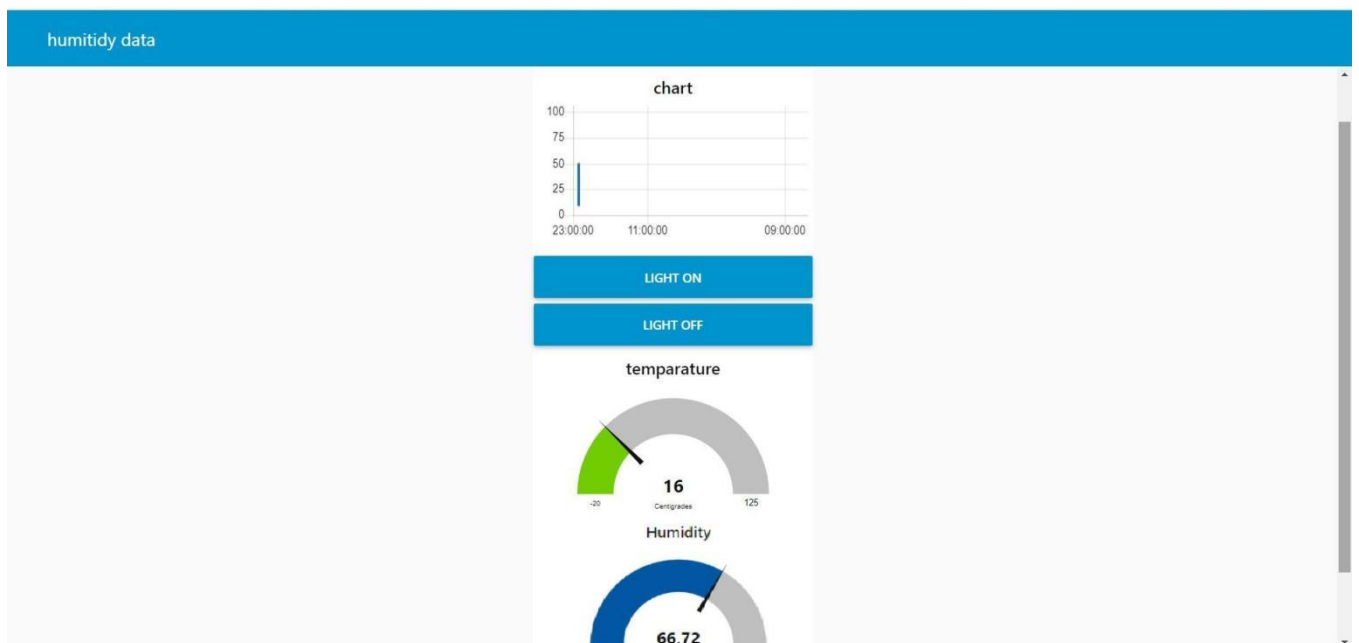 humitidy data
chart
100
75
50
25
0
23:00:00 11:00:00 09:00:00
LIGHT ON
LIGHT OFF
temparature
16
-20 Centigrades 125
Humidity
66.72